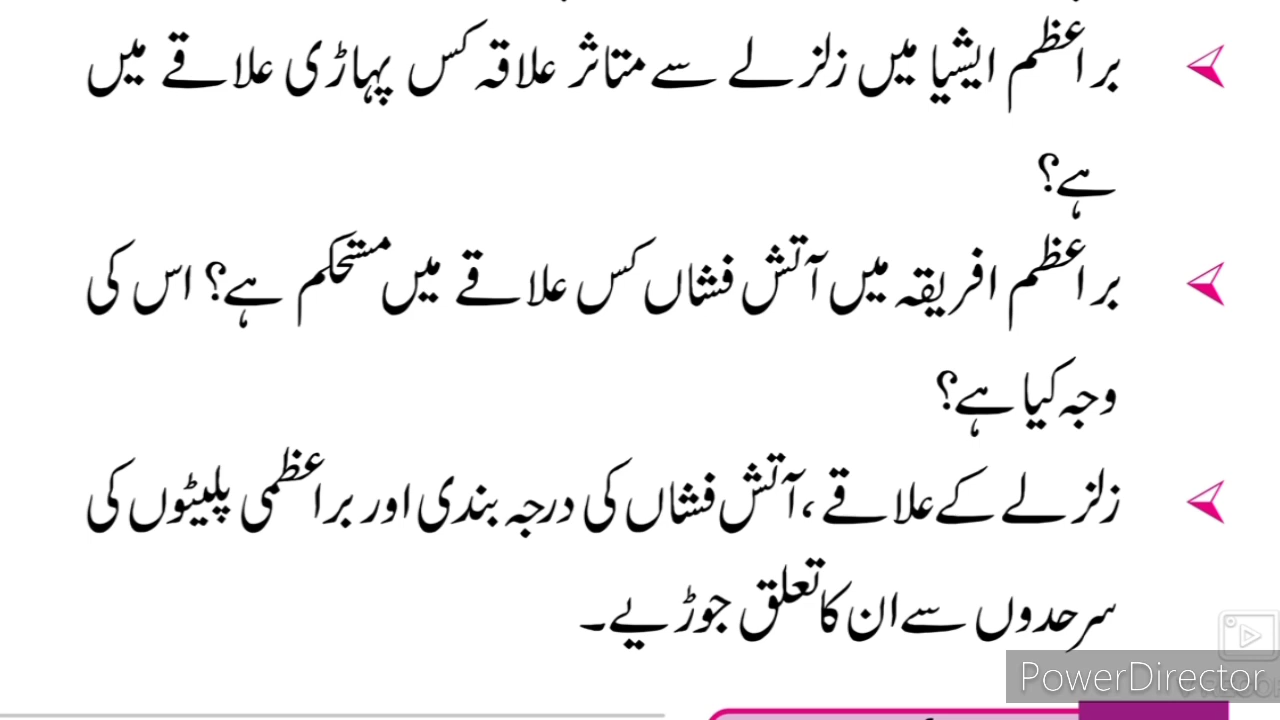 براعظم ایشیا میں زلزلے سے متاثر علاقہ کس پہاڑی علاقے میں
ہے؟
براعظم افریقہ میں آتش فشاں کس علاقے میں مستحکم ہے؟ اس کی
وجہ کیا ہے؟
زلزلے کے علاقے، آتش فشاں کی درجہ بندی اور براعظمی پلیٹوں کی
سرحدوں سے ان کا تعلق جوڑیے۔
PowerDirector